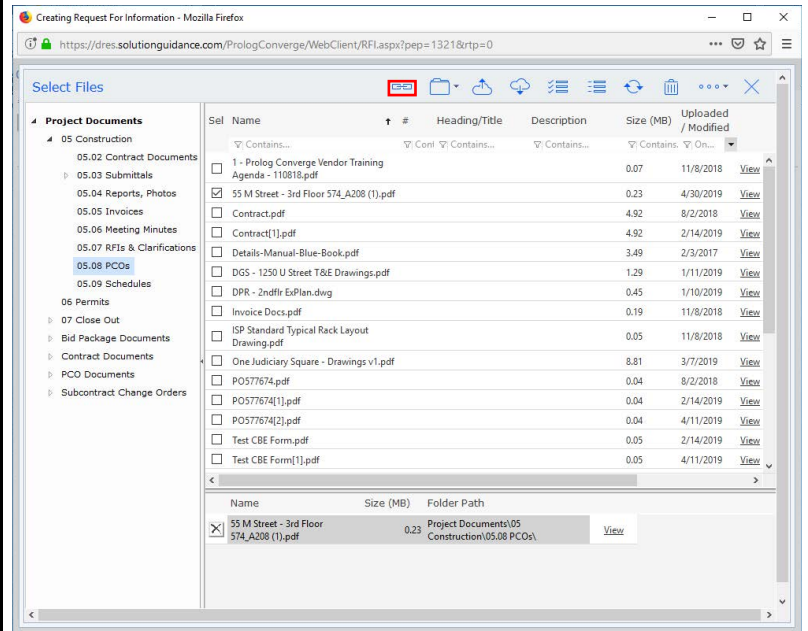 Creating Request For Information - Mozilla Firefox
https://dres.solutionguidance.com/PrologConverge/WebClient/RFI.aspx?pep=1321&rtp=0
Select Files
Project Documents
05 Construction
05.02 Contract Documents
05.03 Submittals
05.04 Reports, Photos
05.05 Invoices
05.06 Meeting Minutes
05.07 RFIs & Clarifications
05.08 PCOs
05.09 Schedules
06 Permits
07 Close Out
Bid Package Documents
Contract Documents
PCO Documents
Subcontract Change Orders
Sel Name # Heading/Title Description Size (MB) Uploaded / Modified
Contains... Conl Contains... Contains... Contains. On...
1 - Prolog Converge Vendor Training
Agenda - 110818.pdf 0.07 11/8/2018 View
55 M Street - 3rd Floor 574_A208 (1).pdf 0.23 4/30/2019 View
Contract.pdf 4.92 8/2/2018 View
Contract[1].pdf 4.92 2/14/2019 View
Details-Manual-Blue-Book.pdf 3.49 2/3/2017 View
DGS - 1250 U Street T&E Drawings.pdf 1.29 1/11/2019 View
DPR - 2ndflr ExPlan.dwg 0.45 1/10/2019 View
Invoice Docs.pdf 0.19 11/8/2018 View
ISP Standard Typical Rack Layout
Drawing.pdf 0.05 11/8/2018 View
One Judiciary Square - Drawings v1.pdf 8.81 3/7/2019 View
PO577674.pdf 0.04 8/2/2018 View
PO577674[1].pdf 0.04 2/14/2019 View
PO577674[2].pdf 0.04 4/11/2019 View
Test CBE Form.pdf 0.05 2/14/2019 View
Test CBE Form[1].pdf 0.05 4/11/2019 View
Name Size (MB) Folder Path
55 M Street - 3rd Floor
574_A208 (1).pdf 0.23 Project Documents\05
Construction\05.08 PCOs\ View